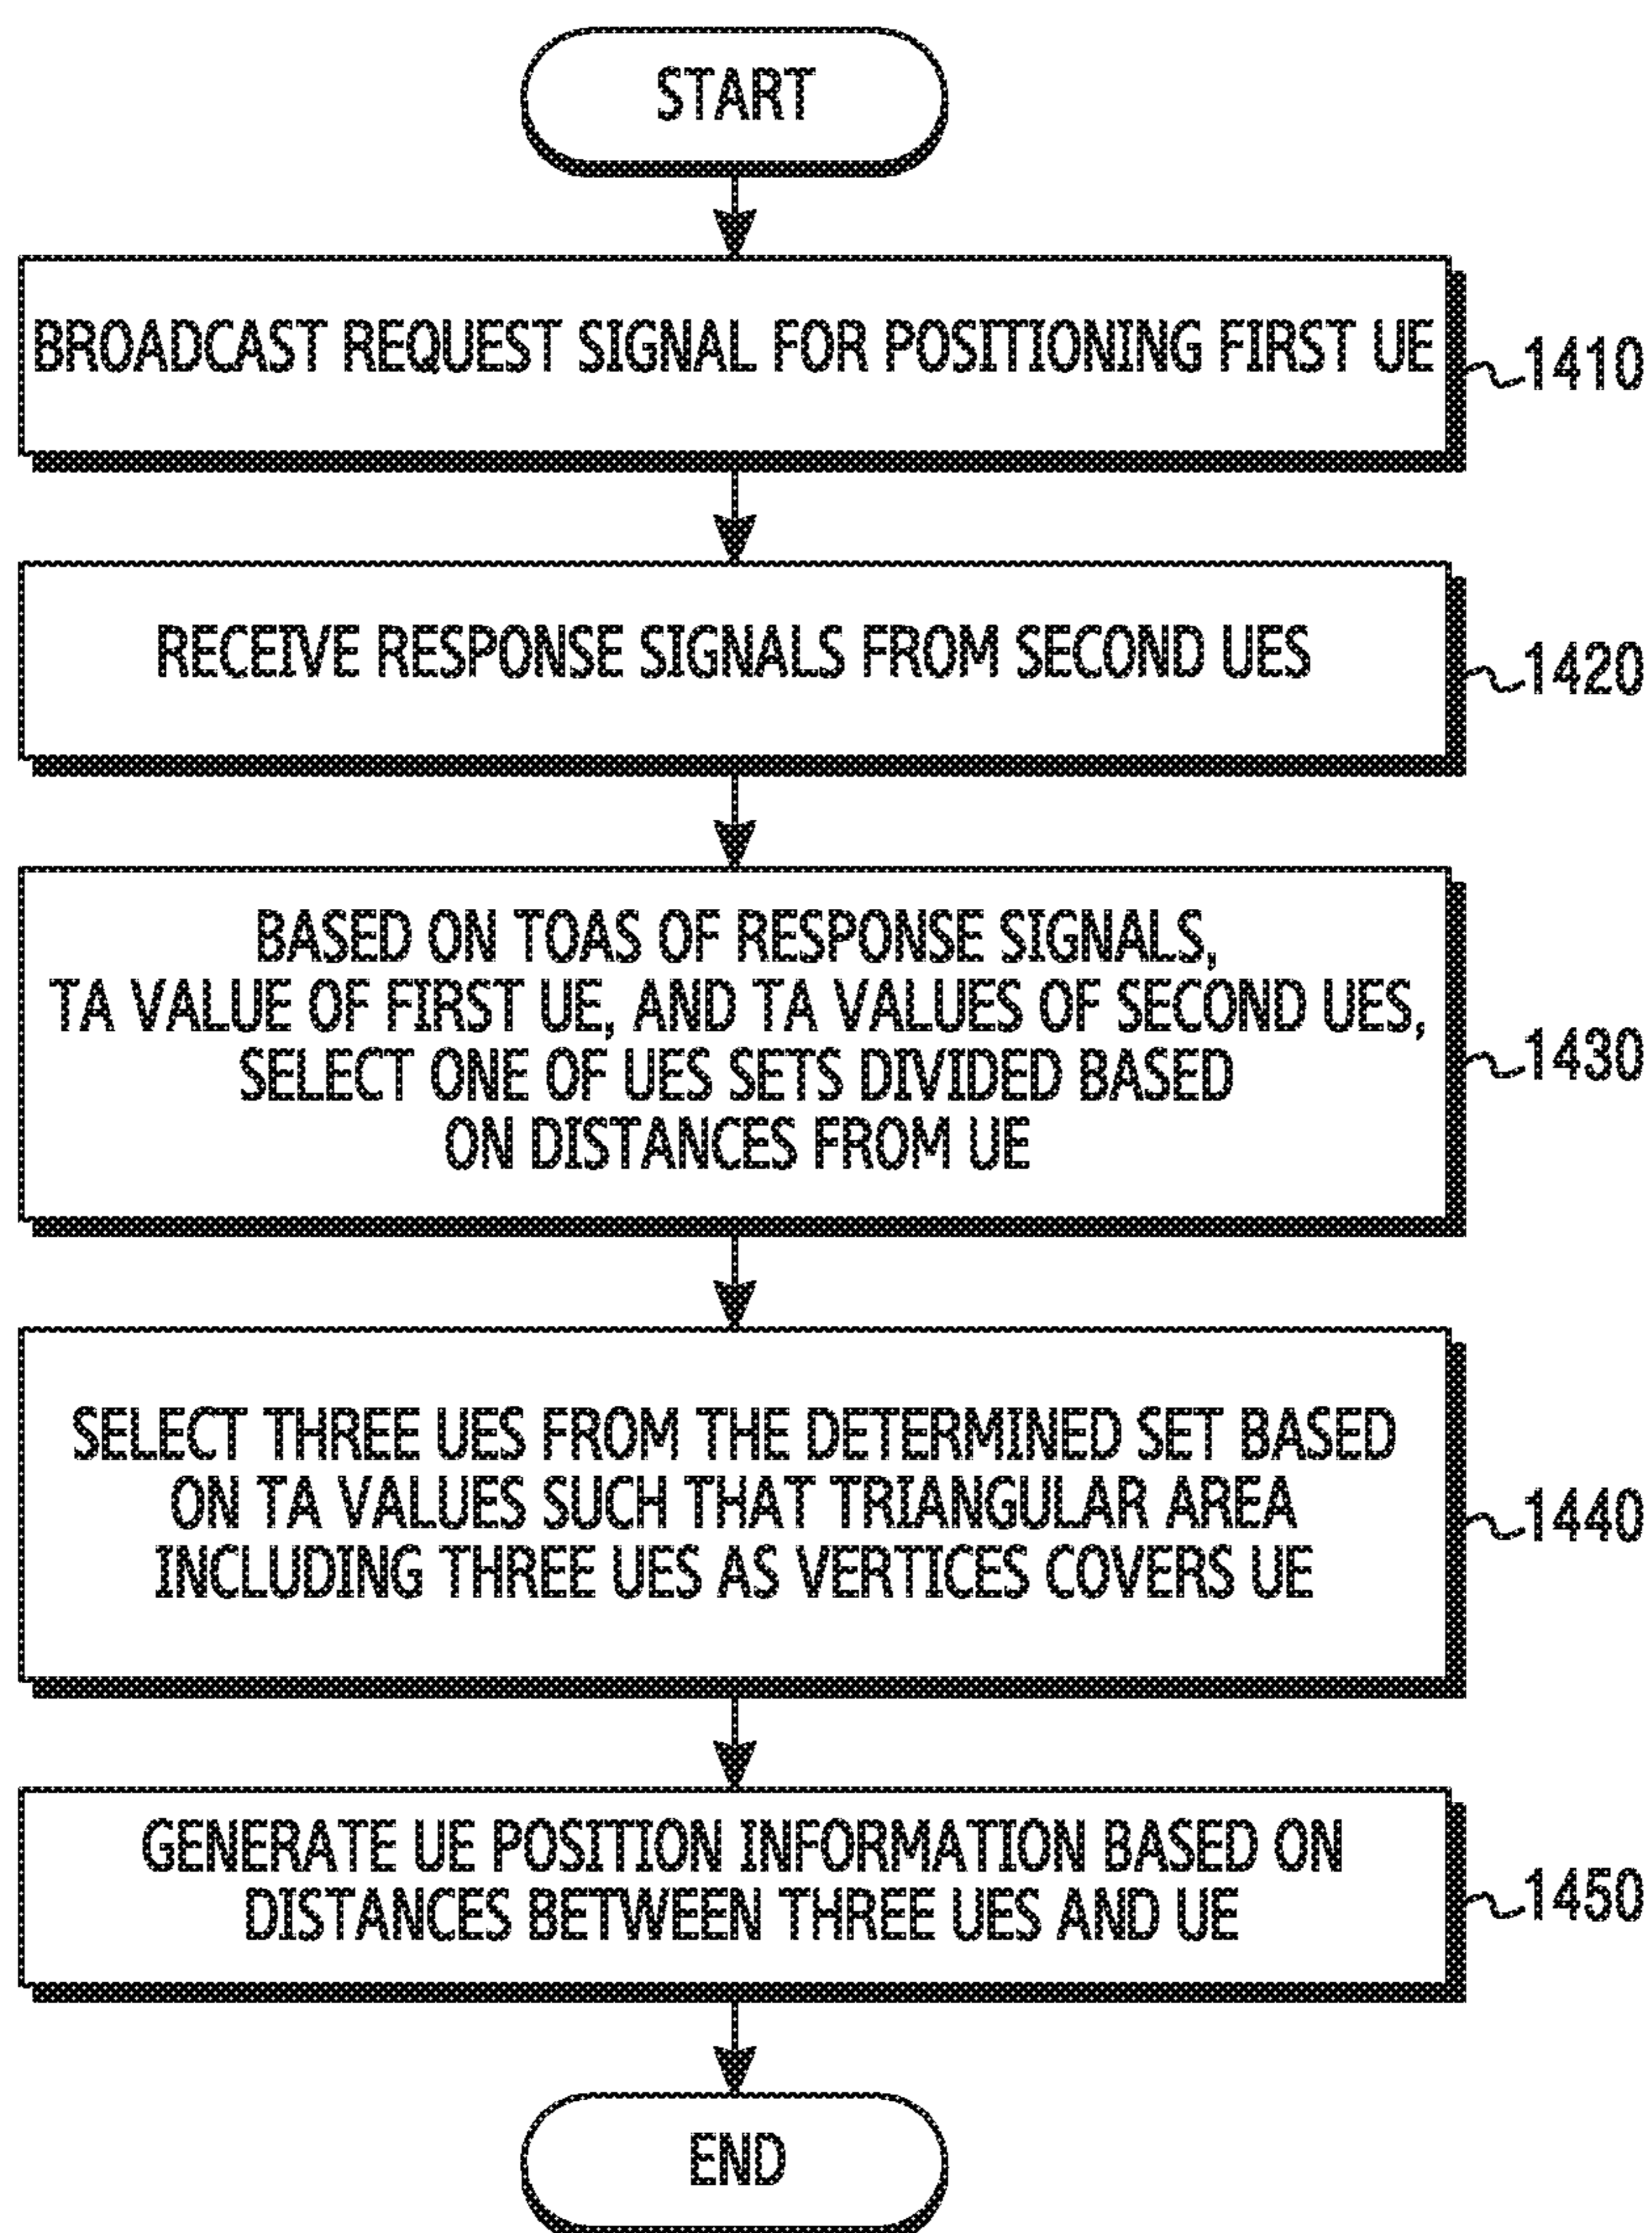 START
BROADCAST REQUEST SIGNAL FOR POSITIONING FIRST UE
1410
RECEIVE RESPONSE SIGNALS FROM SECOND UES
1420
BASED ON TOAS OF RESPONSE SIGNALS,
TA VALUE OF FIRST UE, AND TA VALUES OF SECOND UES,
SELECT ONE OF UES SETS DIVIDED BASED
ON DISTANCES FROM UE
1430
SELECT THREE UES FROM THE DETERMINED SET BASED
ON TA VALUES SUCH THAT TRIANGULAR AREA
INCLUDING THREE UES AS VERTICES COVERS UE
1440
GENERATE UE POSITION INFORMATION BASED ON
DISTANCES BETWEEN THREE UES AND UE
1450
END